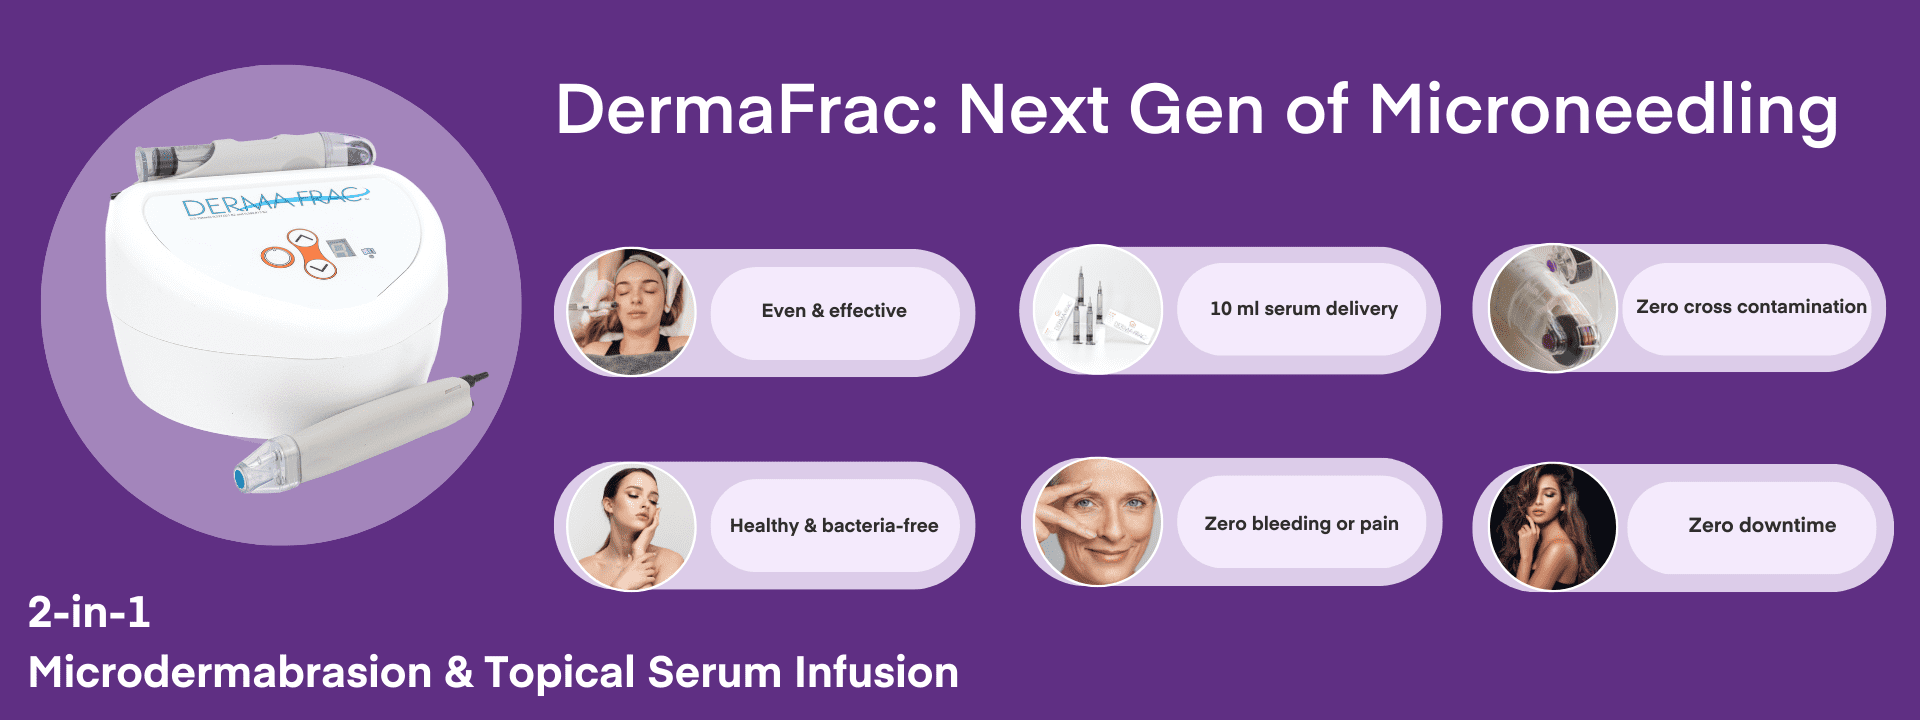 DermaFrac: Next Gen of Microneedling
DERMAFRAC
Even & effective
10 ml serum delivery
Zero cross contamination
Healthy & bacteria-free
Zero bleeding or pain
Zero downtime
2-in-1
Microdermabrasion & Topical Serum Infusion